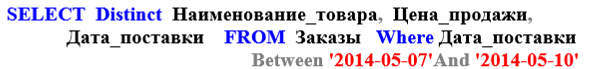 SELECT Distinct Наименование_товара, Цена_продажи,
Дата_поставки FROM Заказы Where Дата_поставки
Between '2014-05-07'And '2014-05-10'